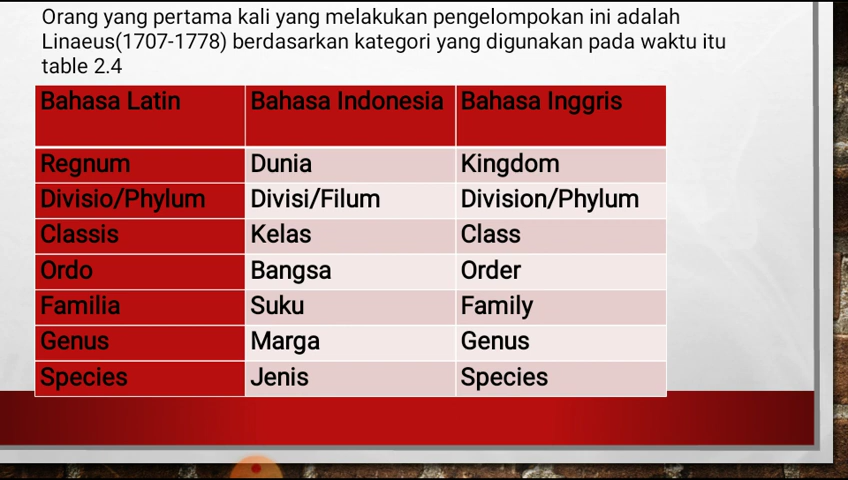 Orang yang pertama kali yang melakukan pengelompokan ini adalah
Linaeus(1707-1778) berdasarkan kategori yang digunakan pada waktu itu
table 2.4
Bahasa Latin Bahasa Indonesia Bahasa Inggris
Regnum Dunia Kingdom
Divisio/Phylum Divisi/Filum Division/Phylum
Classis Kelas Class
Ordo Bangsa Order
Familia Suku Family
Genus Marga Genus
Species Jenis Species